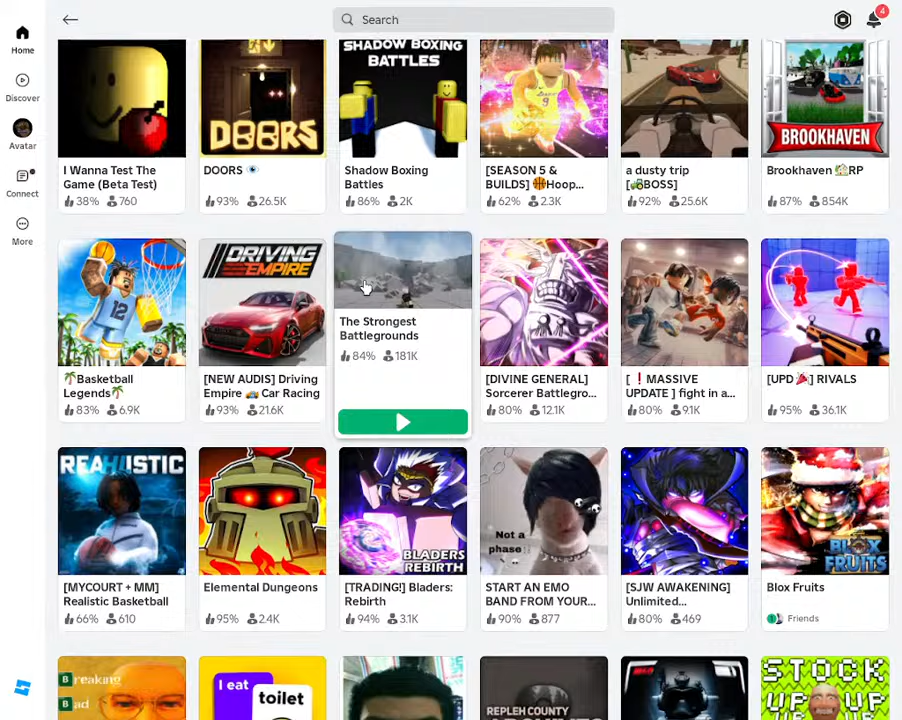 Search
4
Home
Discover
Avatar
Connect
More
SHADOW BOXING
BATTLES
DOORS
9
BROOKHAVEN
I Wanna Test The
Game (Beta Test)
38% 760
DOORS 👁️
93% 26.5K
Shadow Boxing
Battles
86% 2K
[SEASON 5 &
BUILDS] 🏀Hoop...
62% 2.3K
a dusty trip
[🚜BOSS]
92% 25.6K
Brookhaven 🏡RP
87% 854K
12
DRIVING
EMPIRE
🌴Basketball
Legends🌴
83% 6.9K
[NEW AUDIS] Driving
Empire 🚗 Car Racing
93% 21.6K
The Strongest
Battlegrounds
84% 181K
[DIVINE GENERAL]
Sorcerer Battlegro...
80% 12.1K
[ ❗MASSIVE
UPDATE ] fight in a...
80% 9.1K
[UPD 🎉] RIVALS
95% 36.1K
REALISTIC
BLADERS
REBIRTH
Not a
phase
BLOX
FRUITS
[MYCOURT + MM]
Realistic Basketball
66% 610
Elemental Dungeons
95% 2.4K
[TRADING!] Bladers:
Rebirth
94% 3.1K
START AN EMO
BAND FROM YOUR...
90% 877
[SJW AWAKENING]
Unlimited...
80% 469
Blox Fruits
Friends
Breaking
Bad
I eat
toilet
REPLEH COUNTY
STOCK
UP UP